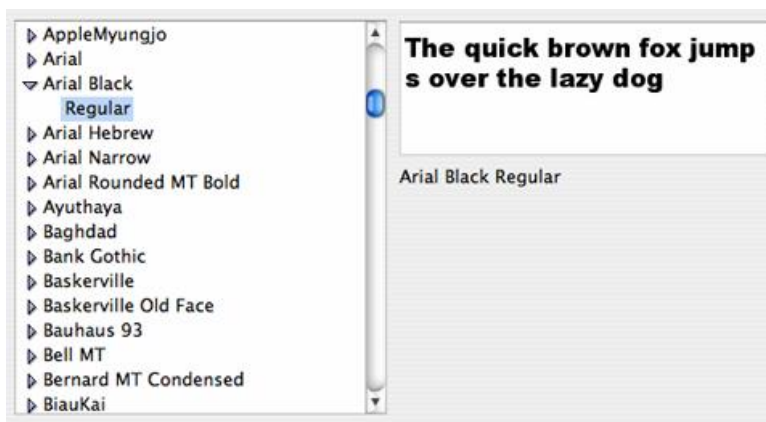 AppleMyungjo
Arial
Arial Black
Regular
Arial Hebrew
Arial Narrow
Arial Rounded MT Bold
Ayuthaya
Baghdad
Bank Gothic
Baskerville
Baskerville Old Face
Bauhaus 93
Bell MT
Bernard MT Condensed
BiauKai
The quick brown fox jump
s over the lazy dog
Arial Black Regular